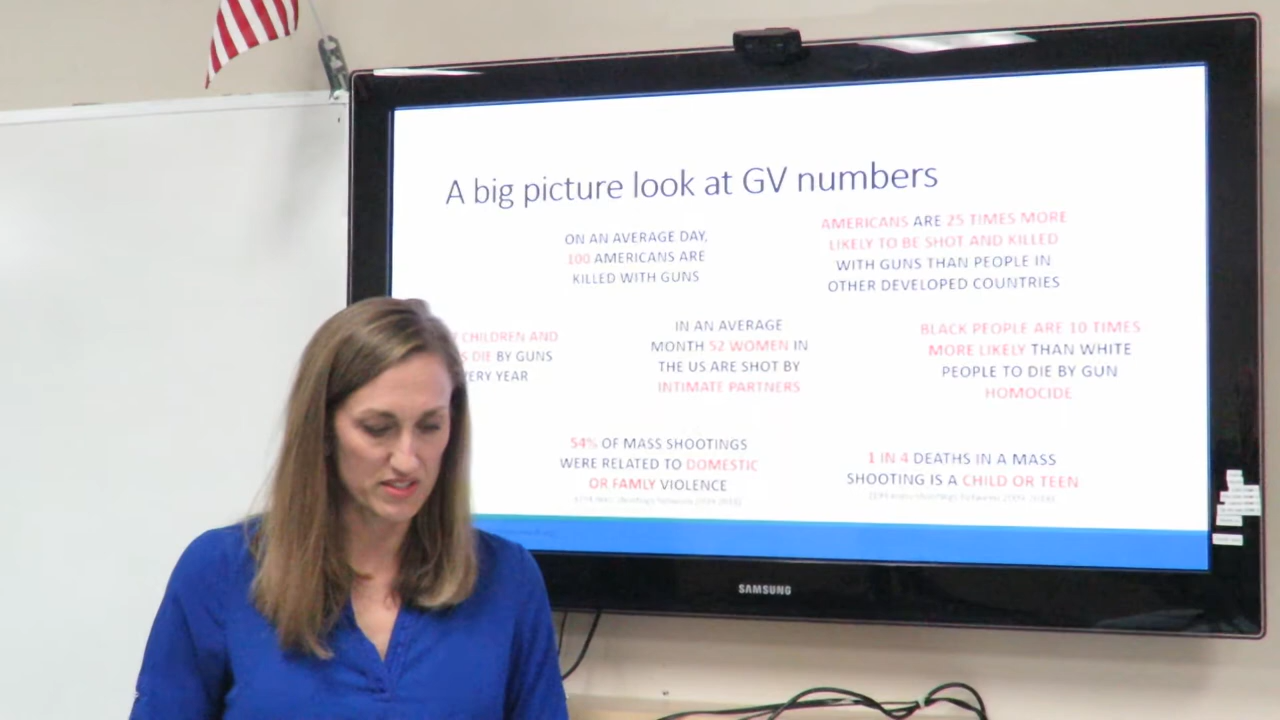 A big picture look at GV numbers
ON AN AVERAGE DAY,
100 AMERICANS ARE
KILLED WITH GUNS
AMERICANS ARE 25 TIMES MORE
LIKELY TO BE SHOT AND KILLED
WITH GUNS THAN PEOPLE IN
OTHER DEVELOPED COUNTRIES
CHILDREN AND
DIE BY GUNS
YEAR
IN AN AVERAGE
MONTH 52 WOMEN IN
THE US ARE SHOT BY
INTIMATE PARTNERS
BLACK PEOPLE ARE 10 TIMES
MORE LIKELY THAN WHITE
PEOPLE TO DIE BY GUN
HOMOCIDE
54% OF MASS SHOOTINGS
WERE RELATED TO DOMESTIC
OR FAMLY VIOLENCE
1 IN 4 DEATHS IN A MASS
SHOOTING IS A CHILD OR TEEN
SAMSUNG